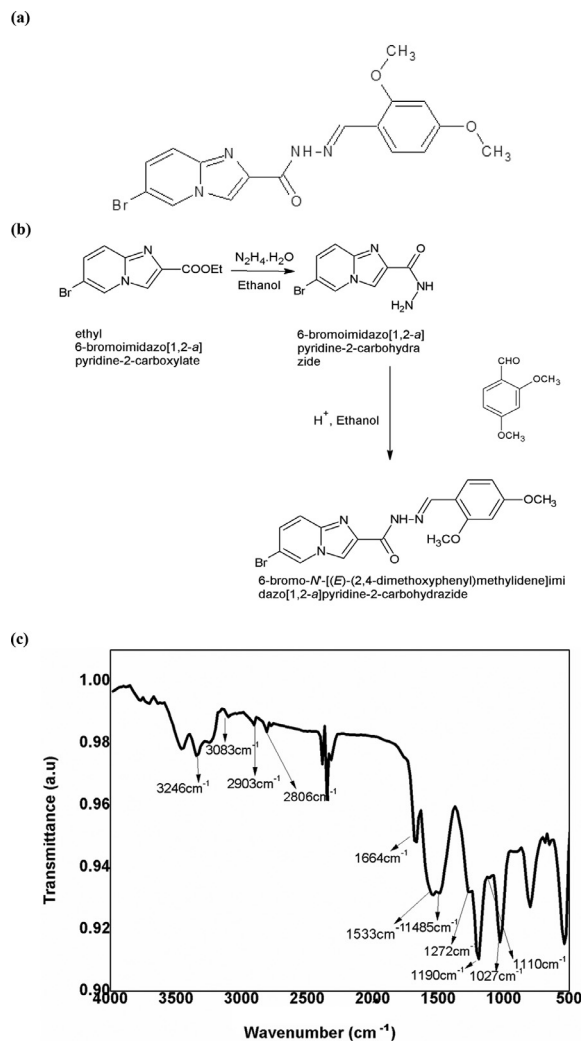 (a)
CH₃
O
O
CH₃
N
NH
N
N
Br
O
(b)
N
N
COOEt
Br
N₂H₄.H₂O
Ethanol
N
N
O
NH
H₂N
Br
ethyl
6-bromoimidazo[1,2-a]
pyridine-2-carboxylate
6-bromoimidazo[1,2-a]
pyridine-2-carbohydra
zide
H⁺, Ethanol
CHO
OCH₃
OCH₃
N
N
NH-N
O
OCH₃
OCH₃
Br
6-bromo-N'-[(E)-(2,4-dimethoxyphenyl)methylidene]imi
dazo[1,2-a]pyridine-2-carbohydrazide
(c)
Transmittance (a.u)
1.00
0.98
0.96
0.94
0.92
0.90
3246cm⁻¹
3083cm⁻¹
2903cm⁻¹
2806cm⁻¹
1664cm⁻¹
1533cm⁻¹
1485cm⁻¹
1272cm⁻¹
1190cm⁻¹
1027cm⁻¹
1110cm⁻¹
4000 3500 3000 2500 2000 1500 1000 500
Wavenumber (cm⁻¹)